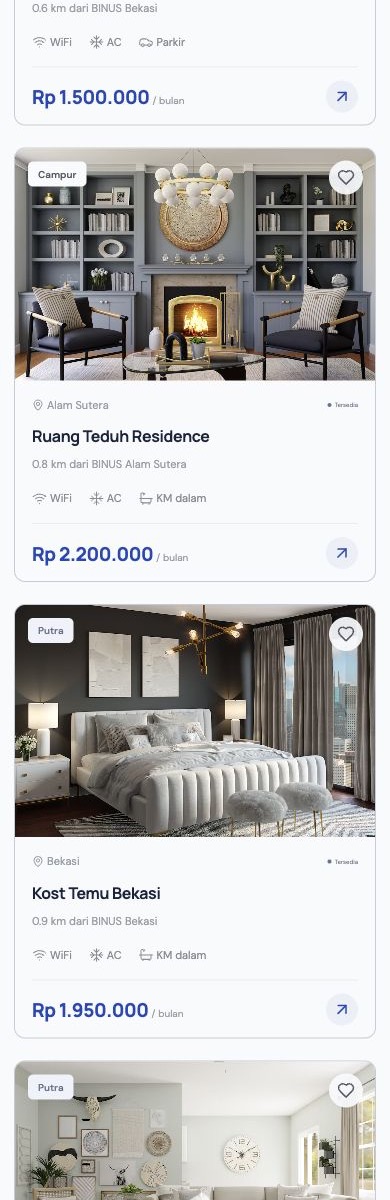 0.6 km dari BINUS Bekasi
WiFi AC Parkir
Rp 1.500.000 / bulan
Campur
Alam Sutera Tersedia
Ruang Teduh Residence
0.8 km dari BINUS Alam Sutera
WiFi AC KM dalam
Rp 2.200.000 / bulan
Putra
Bekasi Tersedia
Kost Temu Bekasi
0.9 km dari BINUS Bekasi
WiFi AC KM dalam
Rp 1.950.000 / bulan
Putra